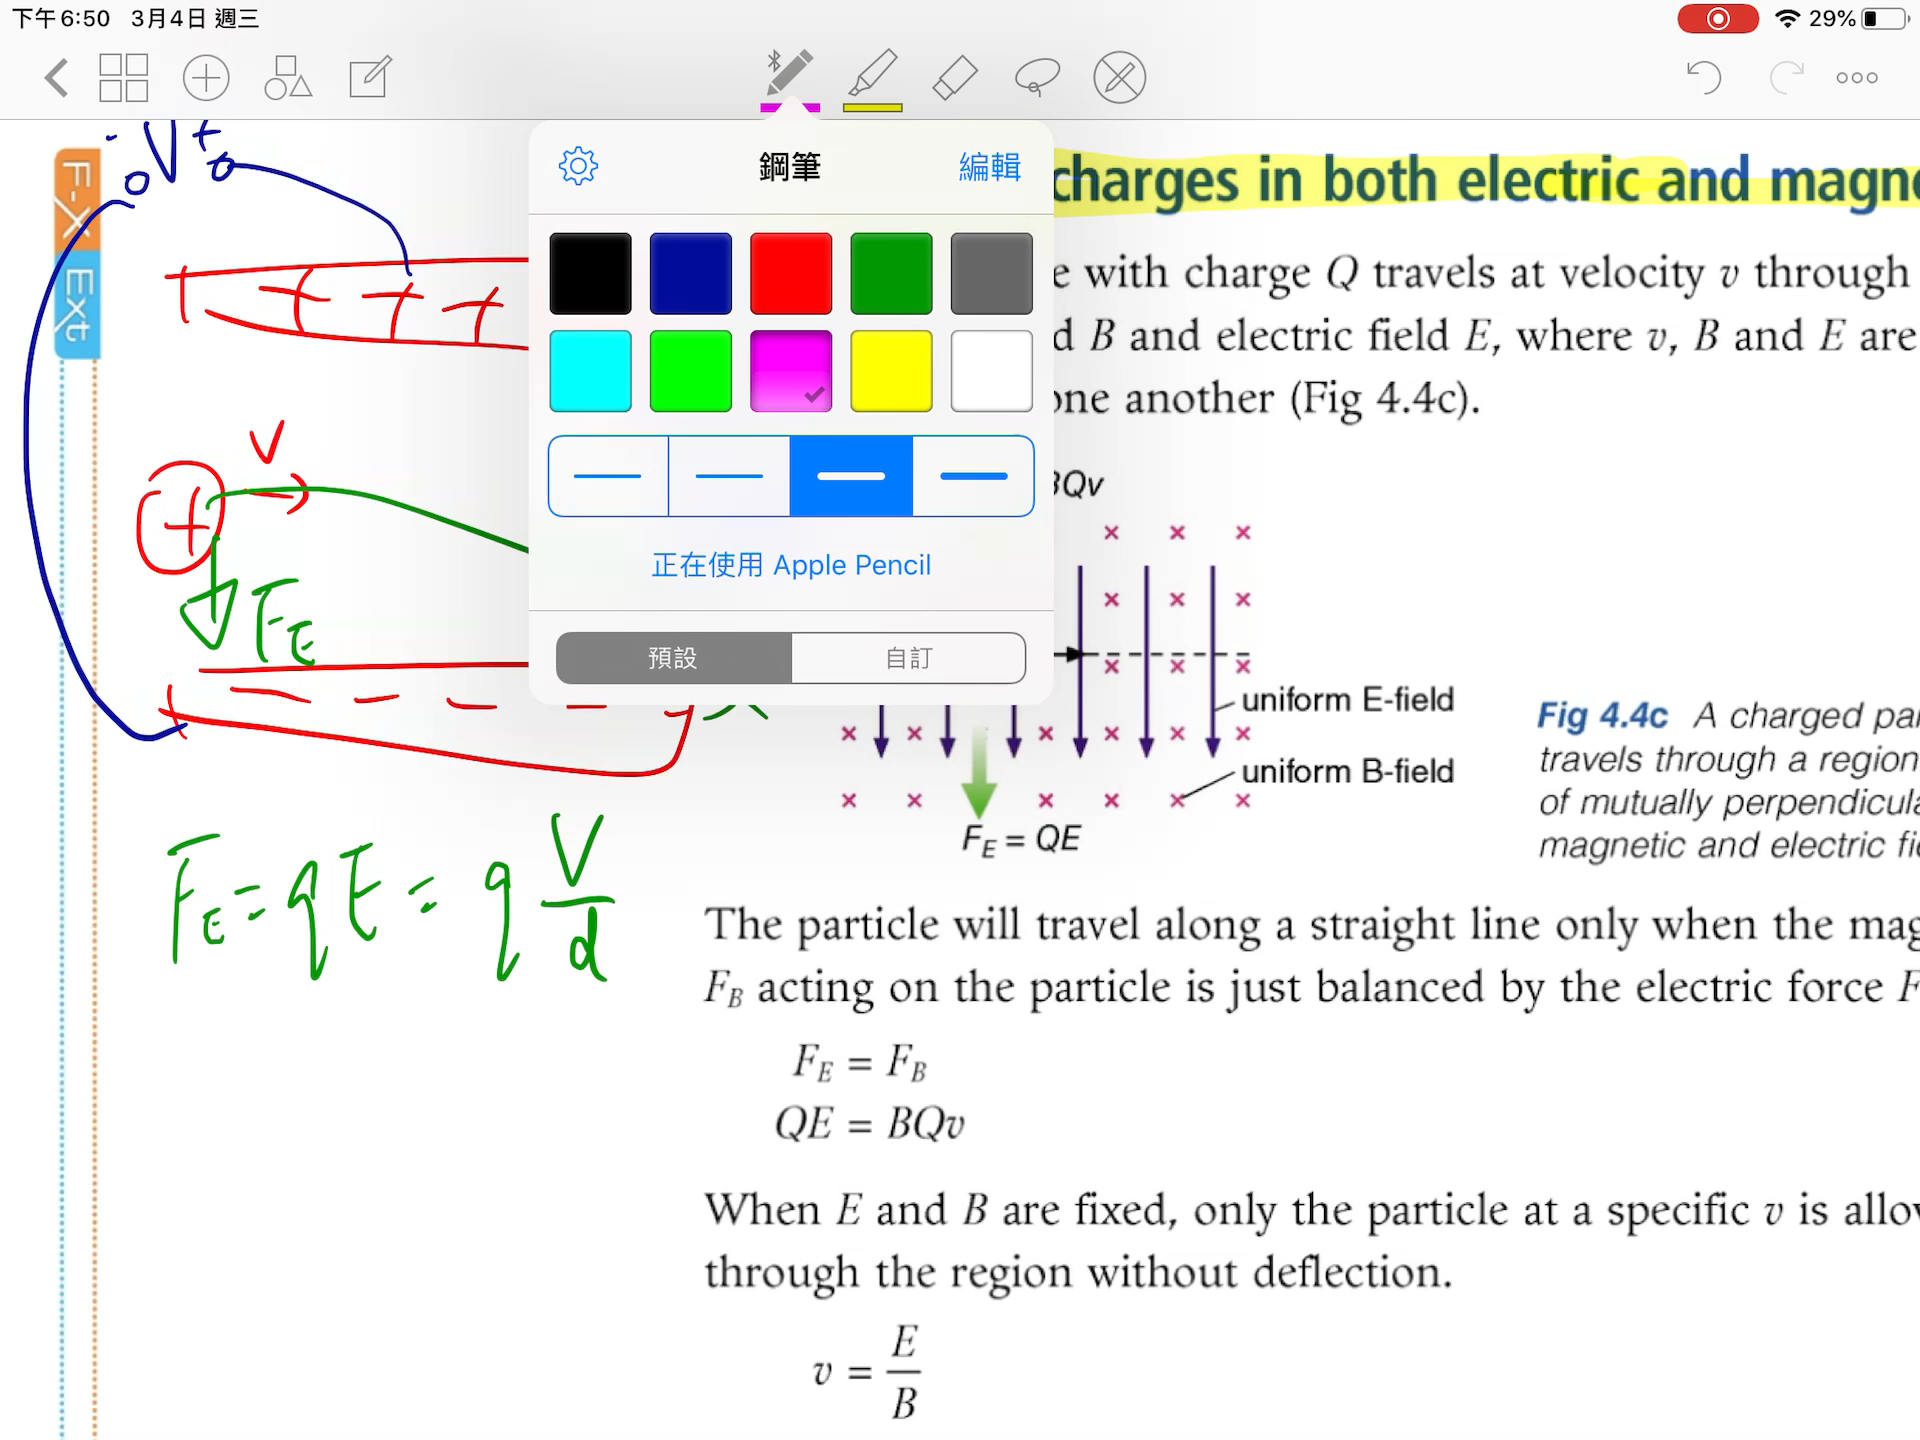 下午6:50 3月4日 週三
29%
鋼筆
編輯
正在使用 Apple Pencil
預設
自訂
F-X
Ext
- V +
V
F_E
F_E = qE = q V/d
charges in both electric and magn
e with charge Q travels at velocity v through
d B and electric field E, where v, B and E are
one another (Fig 4.4c).
BQv
uniform E-field
uniform B-field
F_E = QE
Fig 4.4c A charged par
travels through a region
of mutually perpendicula
magnetic and electric fie
The particle will travel along a straight line only when the mag
F_B acting on the particle is just balanced by the electric force F
F_E = F_B
QE = BQv
When E and B are fixed, only the particle at a specific v is allow
through the region without deflection.
v = E/B